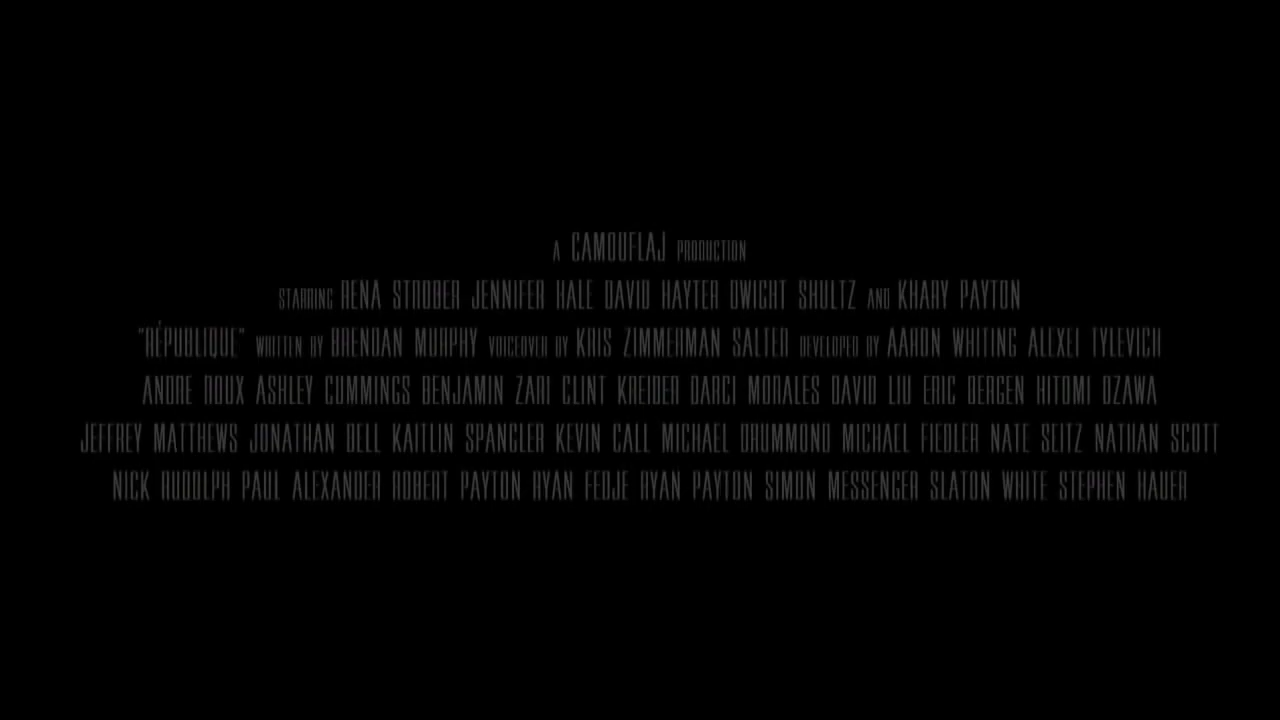 A CAMOUFLAJ PRODUCTION
STARRING RENA STROBER JENNIFER HALE DAVID HAYTER DWIGHT SHULTZ AND KHARY PAYTON
"RÉPUBLIQUE" WRITTEN BY BRENDAN MURPHY VOICEOVER BY KRIS ZIMMERMAN SALTER DEVELOPED BY AARON WHITING ALEXEI TYLEVICH
ANDRE ROUX ASHLEY CUMMINGS BENJAMIN ZARI CLINT KREIDER DARCI MORALES DAVID LIU ERIC BERGEN HITOMI OZAWA
JEFFREY MATTHEWS JONATHAN BELL KAITLIN SPANGLER KEVIN CALL MICHAEL DRUMMOND MICHAEL FIEDLER NATE SEITZ NATHAN SCOTT
NICK RUDOLPH PAUL ALEXANDER ROBERT PAYTON RYAN FEDJE RYAN PAYTON SIMON MESSENGER SLATON WHITE STEPHEN HAUER